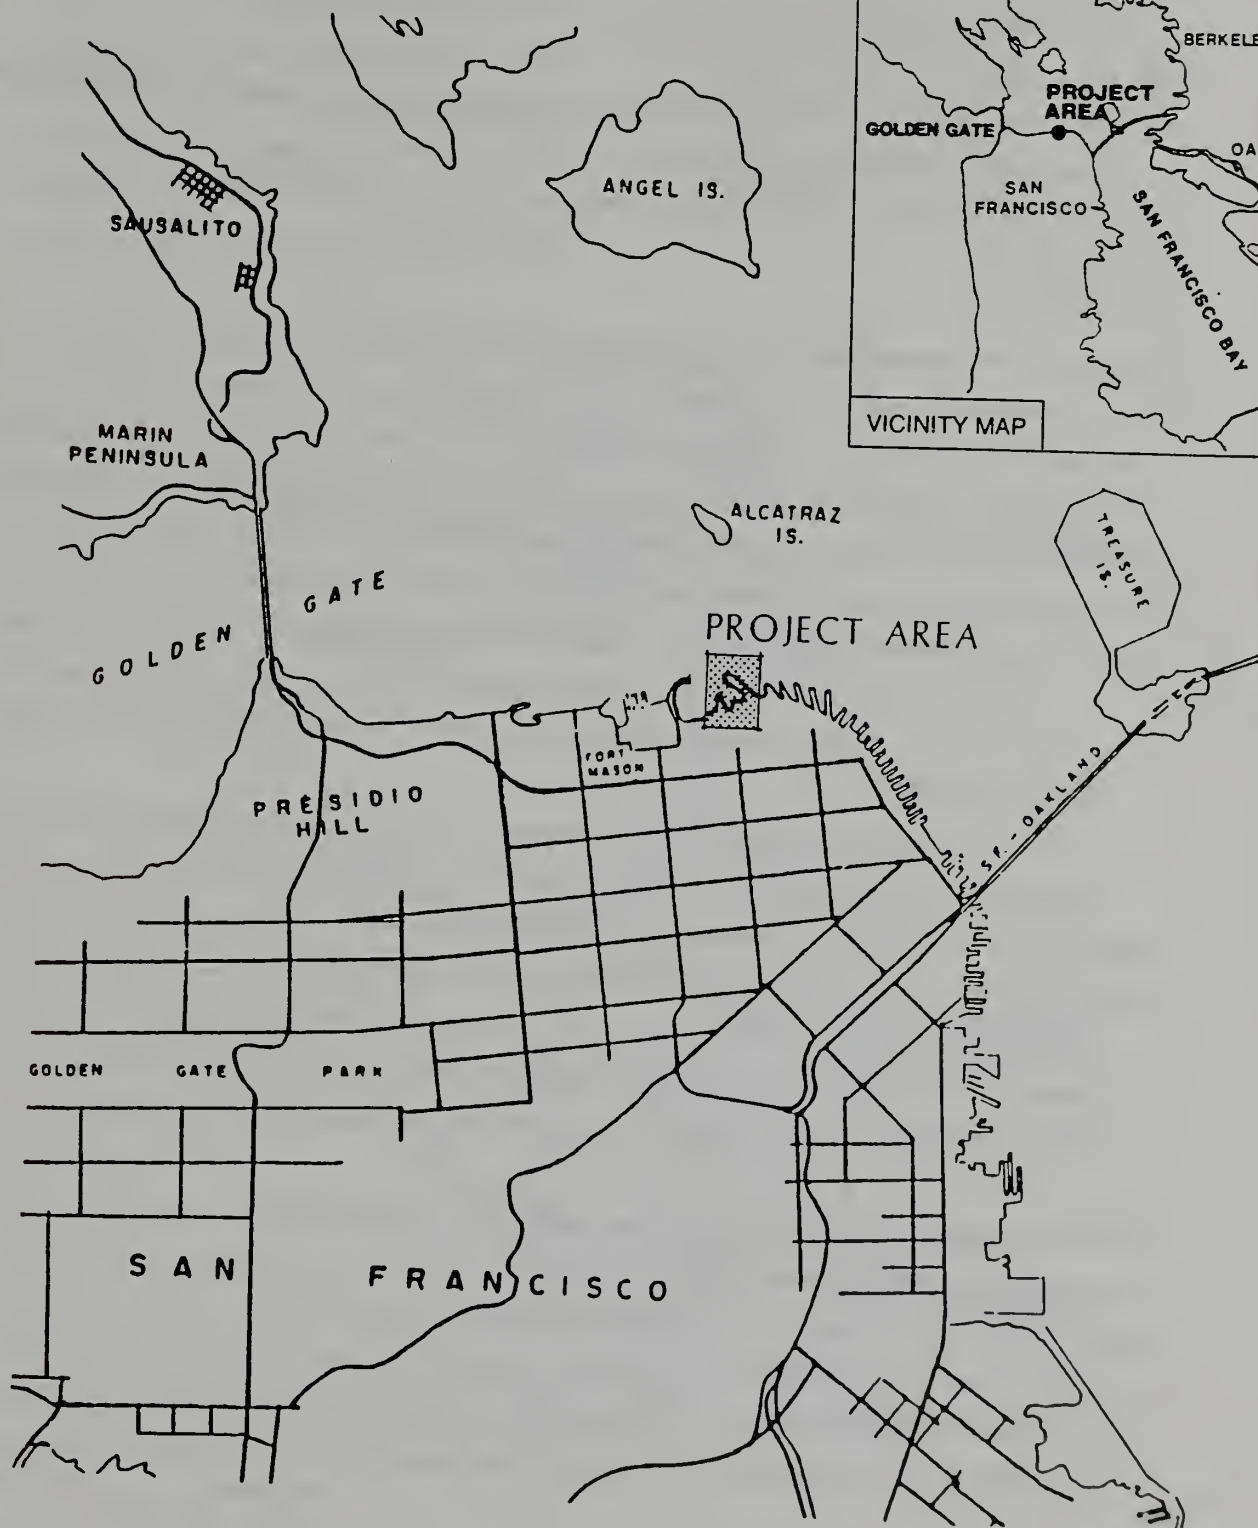 BERKELE
PROJECT
AREA
GOLDEN GATE
OA
SAN
FRANCISCO
SAN FRANCISCO BAY
VICINITY MAP
ANGEL IS.
SAUSALITO
MARIN
PENINSULA
ALCATRAZ
IS.
TREASURE
IS.
GOLDEN GATE
PROJECT AREA
FORT
MASON
PRESIDIO
HILL
S.F. - OAKLAND
GOLDEN GATE PARK
SAN FRANCISCO